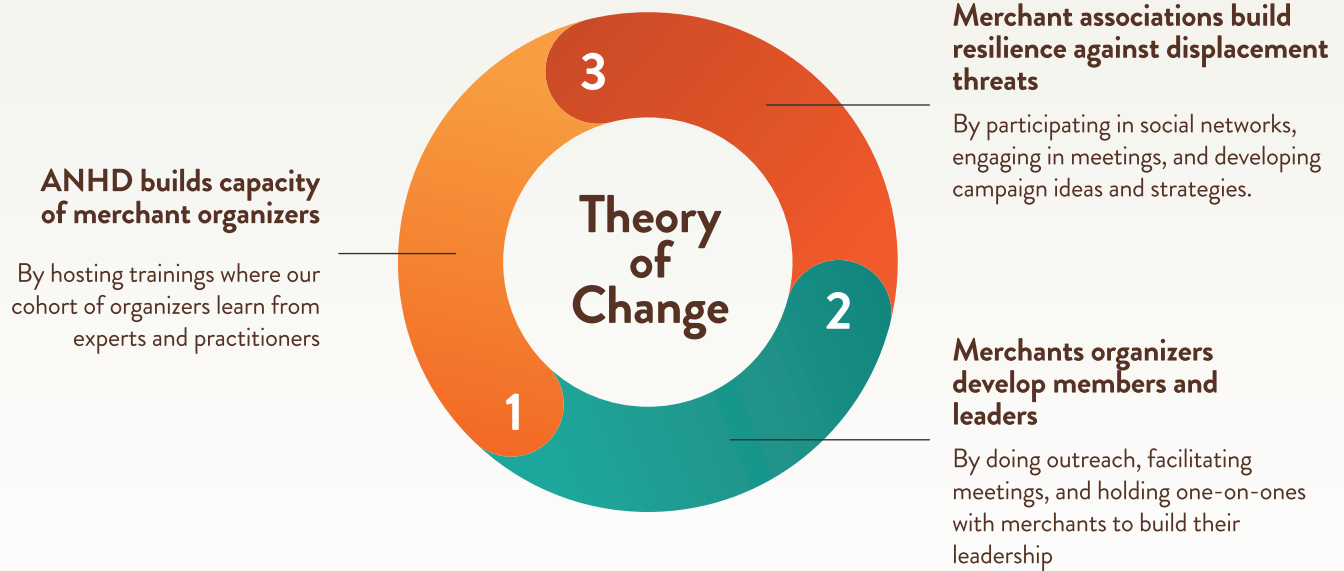 Theory
of
Change
1
ANHD builds capacity
of merchant organizers
By hosting trainings where our
cohort of organizers learn from
experts and practitioners
2
Merchants organizers
develop members and
leaders
By doing outreach, facilitating
meetings, and holding one-on-ones
with merchants to build their
leadership
3
Merchant associations build
resilience against displacement
threats
By participating in social networks,
engaging in meetings, and developing
campaign ideas and strategies.